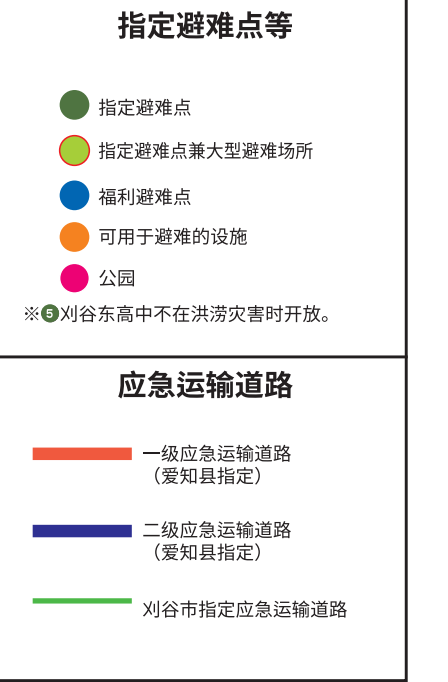 指定避难点等
指定避难点
指定避难点兼大型避难场所
福利避难点
可用于避难的设施
公园
※5刈谷东高中不在洪涝灾害时开放。
应急运输道路
一级应急运输道路
（爱知县指定）
二级应急运输道路
（爱知县指定）
刈谷市指定应急运输道路